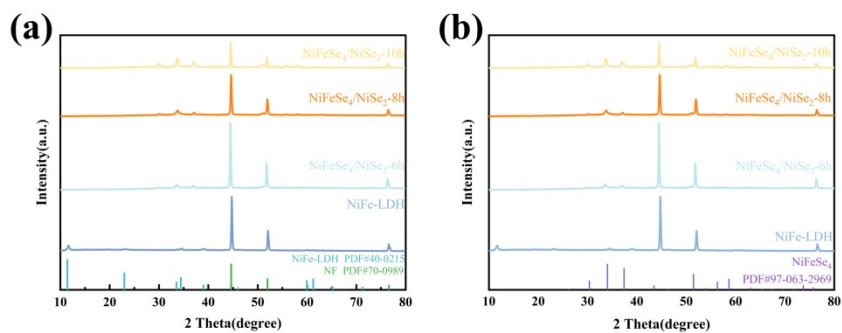 (a)
NiFeSe₄/NiSe₂-10h
NiFeSe₄/NiSe₂-8h
NiFeSe₄/NiSe₂-6h
NiFe-LDH
NiFe-LDH PDF#40-0215
NF PDF#70-0989
Intensity(a.u.)
10 20 30 40 50 60 70 80
2 Theta(degree)
(b)
NiFeSe₄/NiSe₂-10h
NiFeSe₄/NiSe₂-8h
NiFeSe₄/NiSe₂-6h
NiFe-LDH
NiFeSe₄
PDF#97-063-2969
Intensity(a.u.)
10 20 30 40 50 60 70 80
2 Theta(degree)